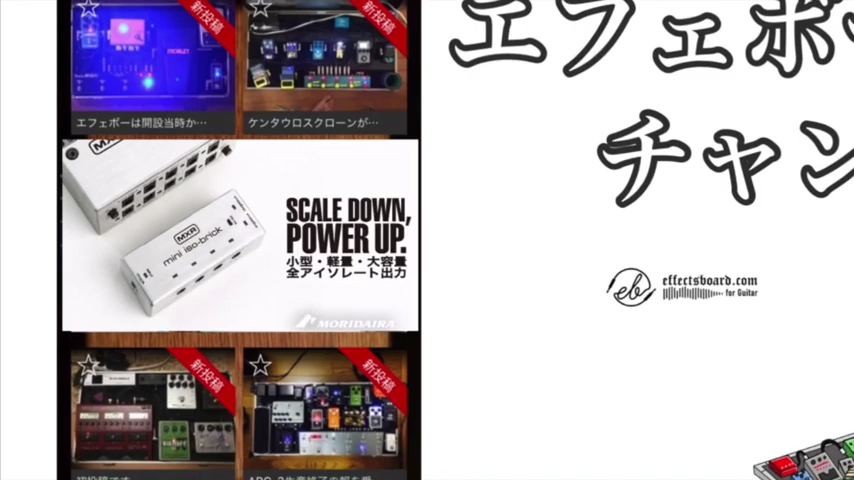 新投稿
新投稿
エフェボーは開設当時か…
ケンタウロスクローンが…
MXR
MXR
mini iso-brick
SCALE DOWN,
POWER UP.
小型・軽量・大容量
全アイソレート出力
MORIDAIRA
新投稿
新投稿
エフェボ
チャン
eb
effectsboard.com
for Guitar